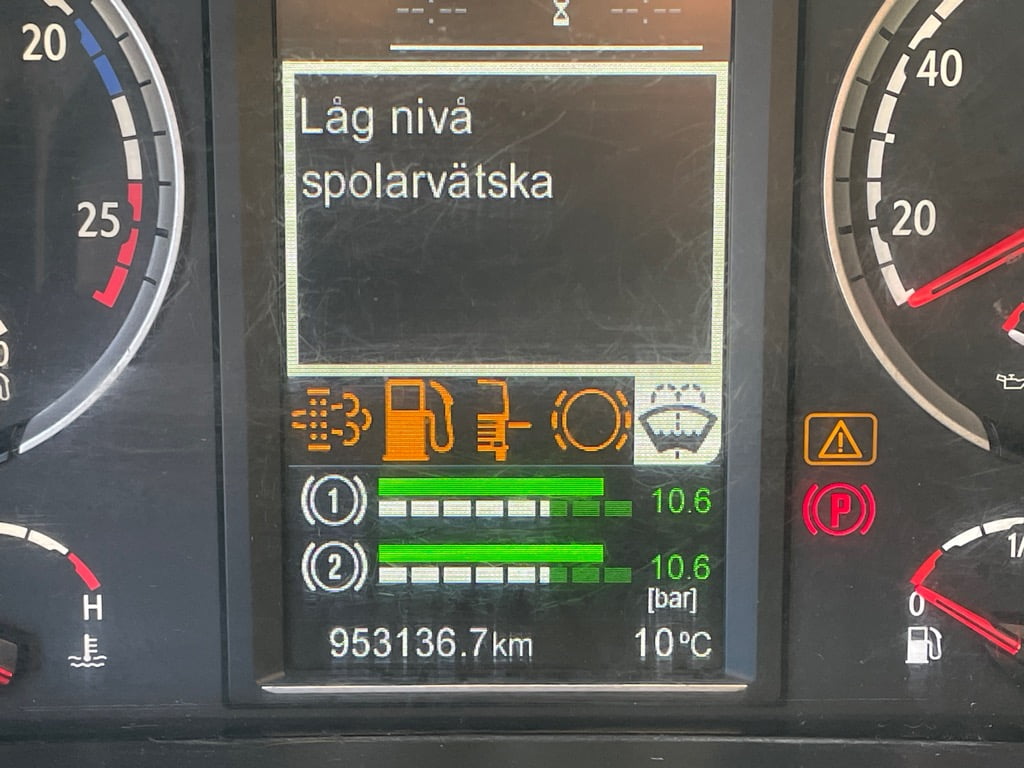 20
25
40
20
Låg nivå
spolarvätska
1
10.6
2
10.6
[bar]
953136.7km
10°C
P
H
0